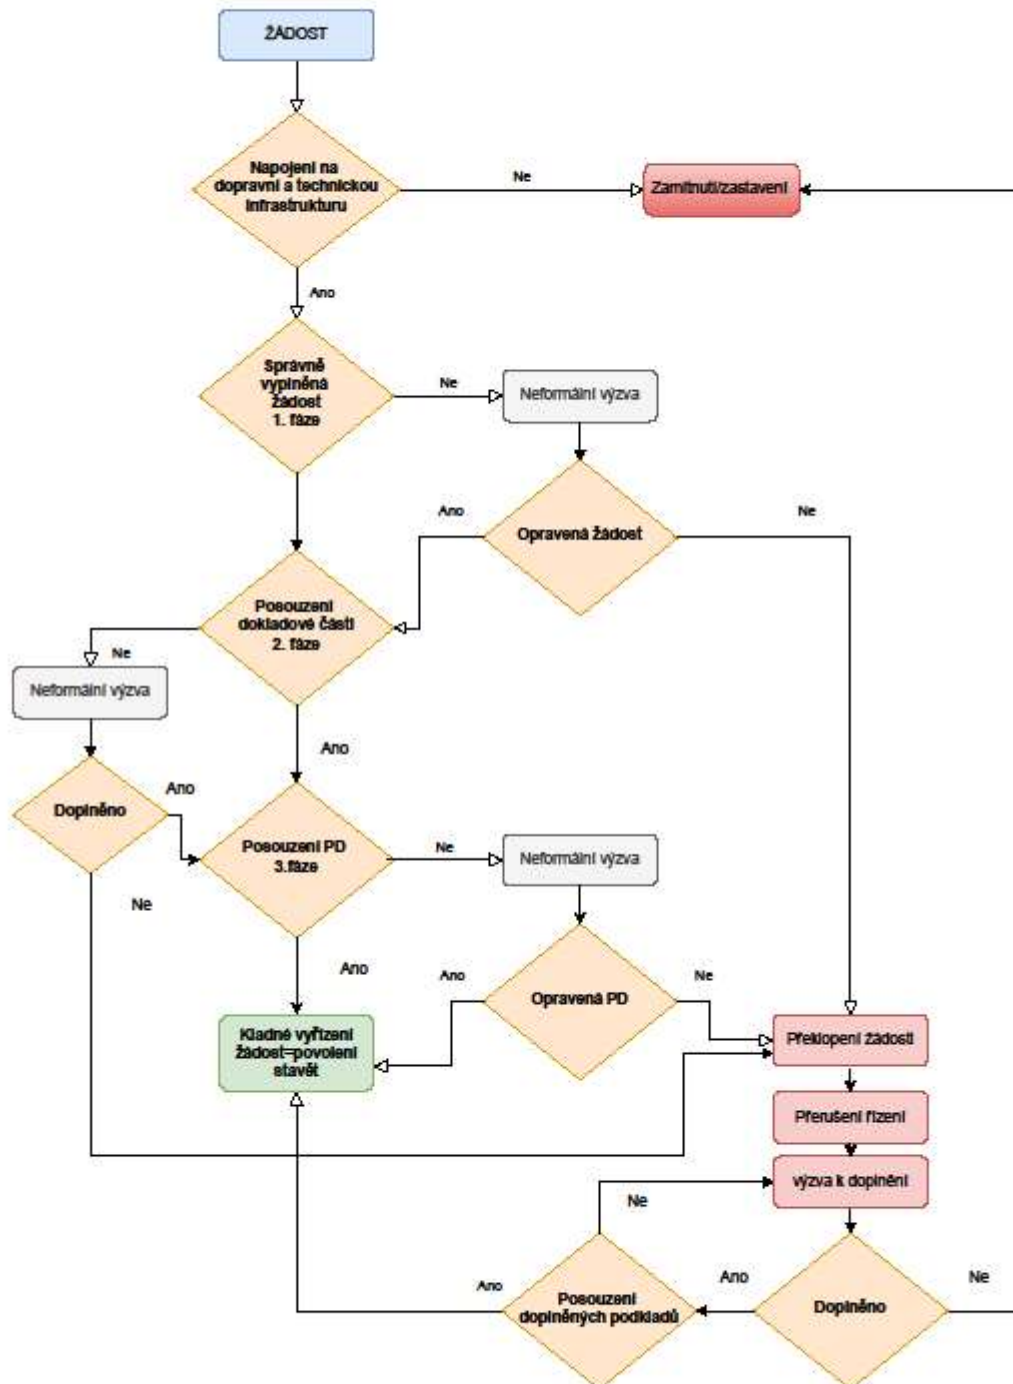 ŽÁDOST
Napojení na
dopravní a technickou
infrastrukturu
Ne
Zamítnutí/zastavení
Ano
Správně
vyplněná
žádost
1. fáze
Ne
Neformální výzva
Ano
Opravená žádost
Ne
Posouzení
dokladové části
2. fáze
Ne
Neformální výzva
Ano
Doplněno
Ano
Posouzení PD
3.fáze
Ne
Neformální výzva
Ne
Ano
Ano
Opravená PD
Ne
Kladné vyřízení
žádost=povolení
stavět
Překlopení žádosti
Přerušení řízení
výzva k doplnění
Ne
Ano
Posouzení
doplněných podkladů
Ano
Doplněno
Ne